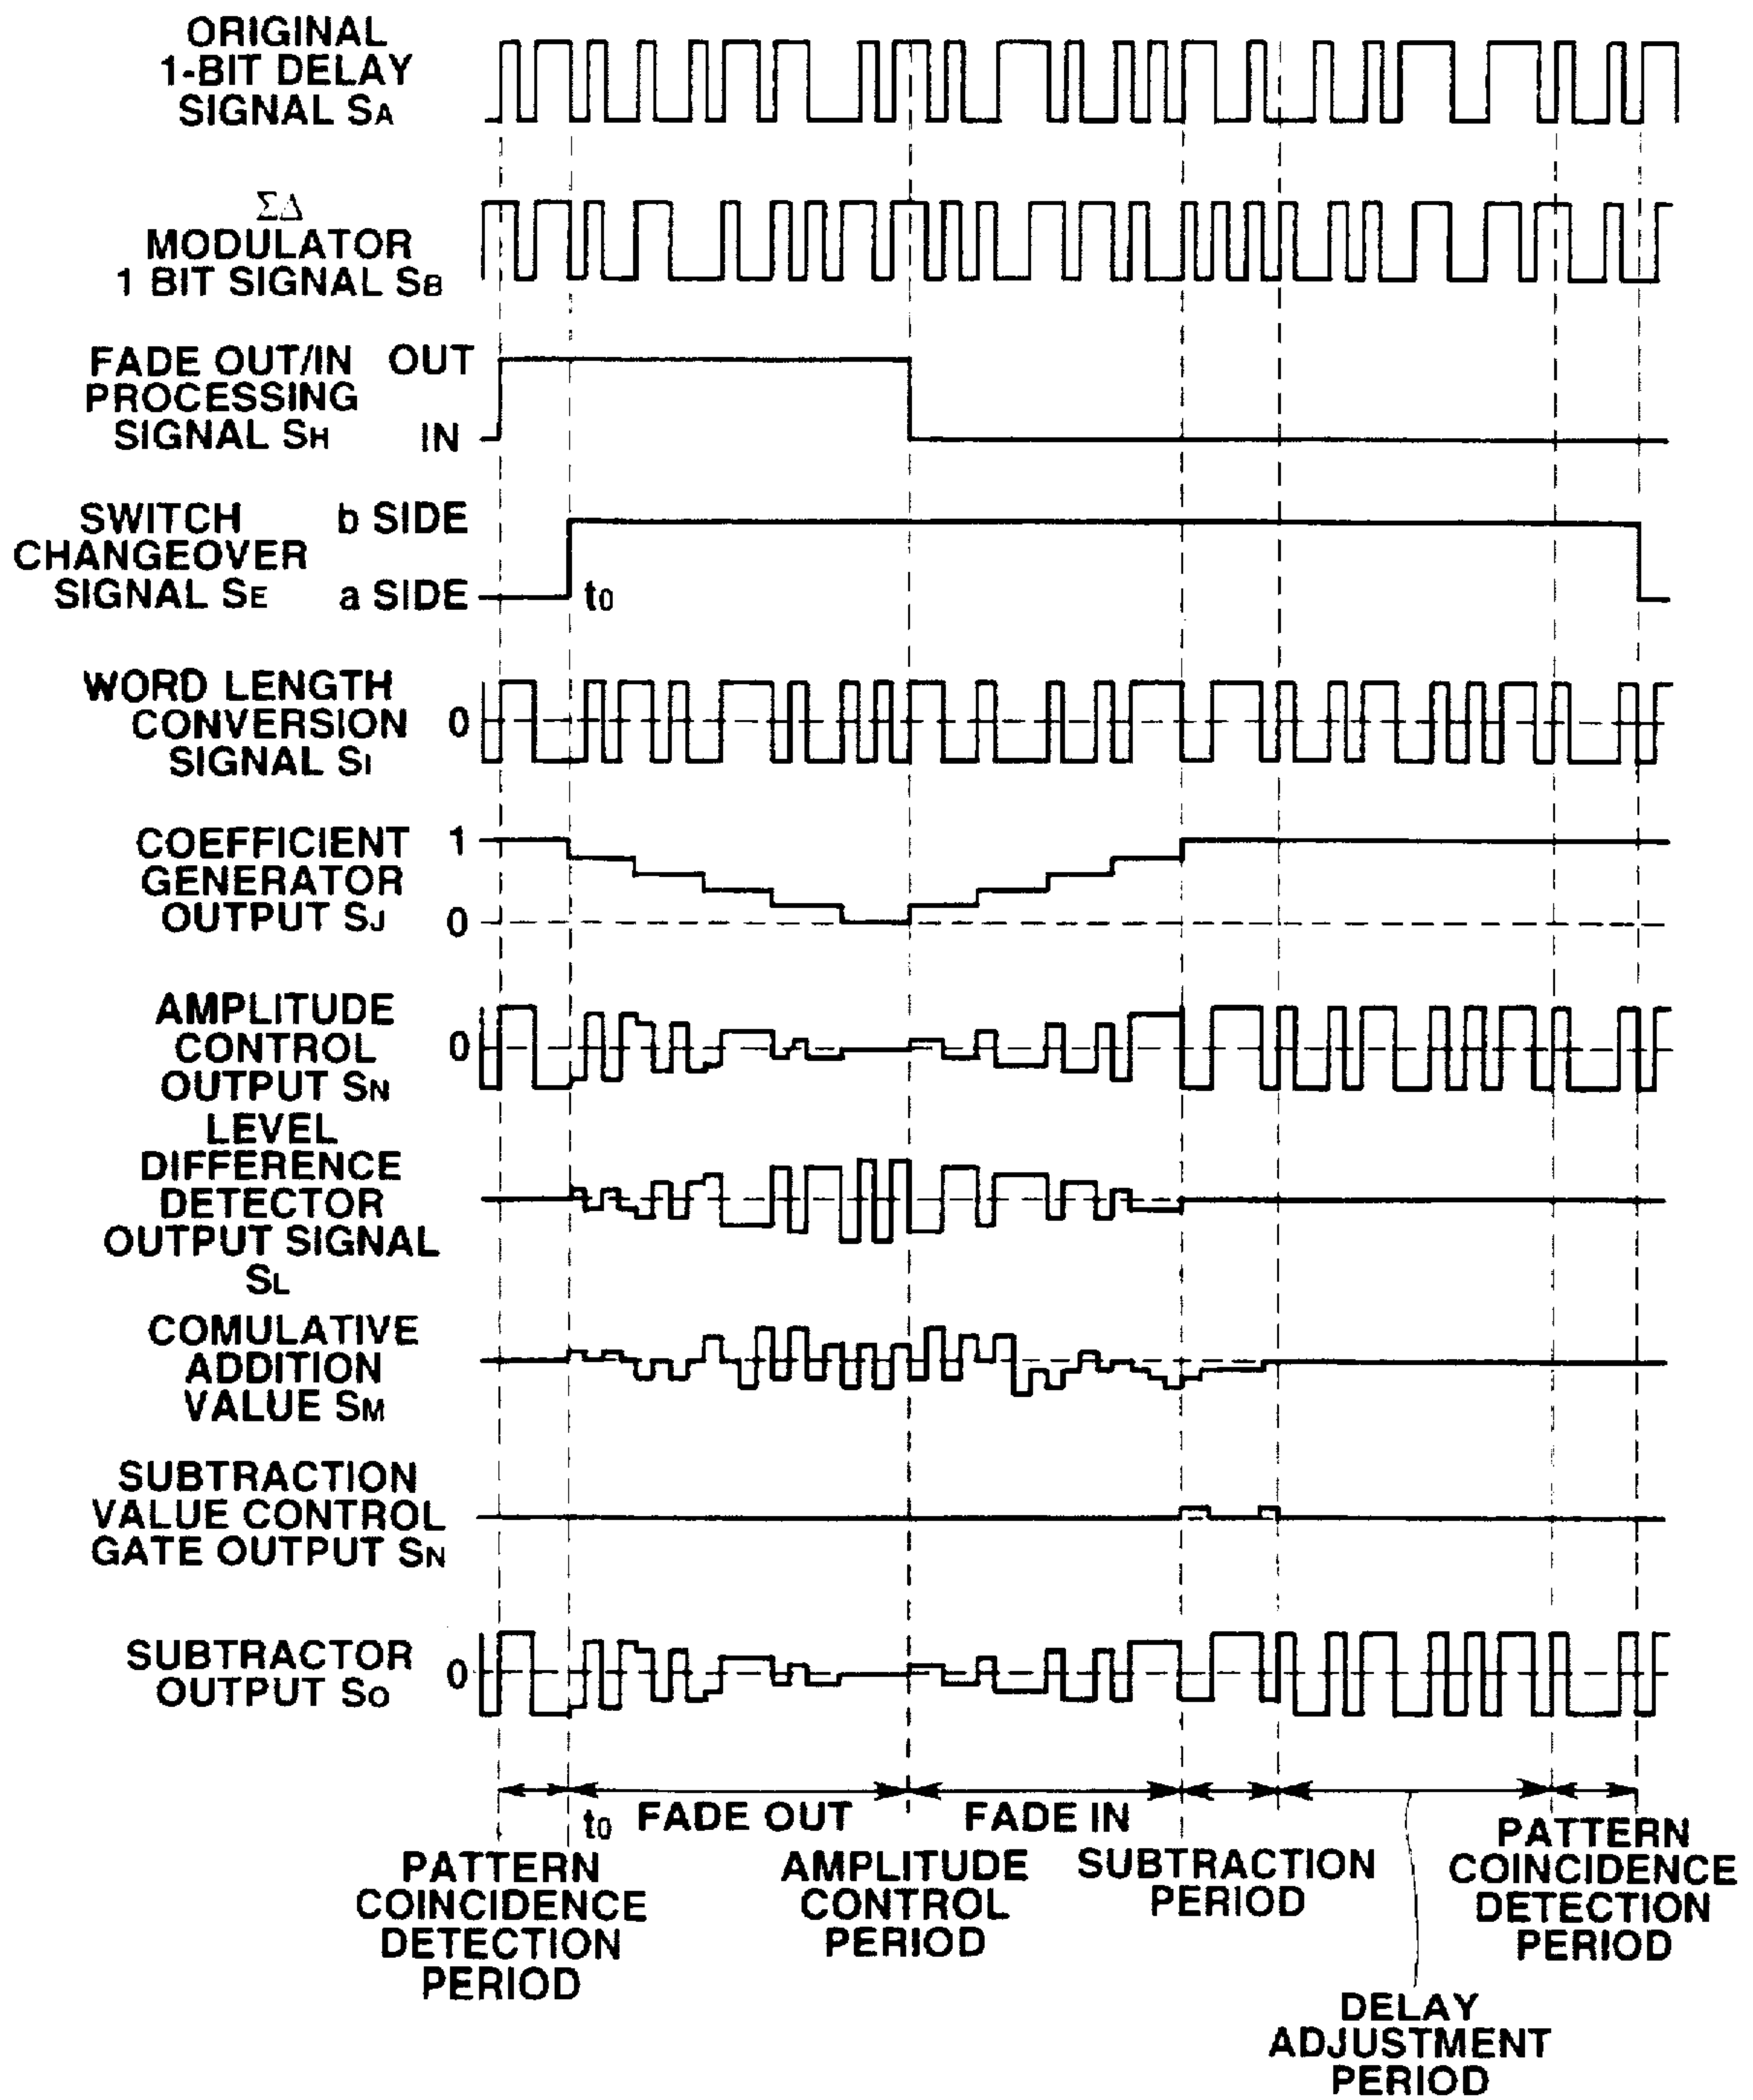 ORIGINAL
1-BIT DELAY
SIGNAL SA
ΣΔ
MODULATOR
1 BIT SIGNAL SB
FADE OUT/IN OUT
PROCESSING
SIGNAL SH IN
SWITCH b SIDE
CHANGEOVER
SIGNAL SE a SIDE t0
WORD LENGTH
CONVERSION 0
SIGNAL SI
COEFFICIENT 1
GENERATOR
OUTPUT SJ 0
AMPLITUDE
CONTROL 0
OUTPUT SN
LEVEL
DIFFERENCE
DETECTOR
OUTPUT SIGNAL
SL
COMULATIVE
ADDITION
VALUE SM
SUBTRACTION
VALUE CONTROL
GATE OUTPUT SN
SUBTRACTOR 0
OUTPUT SO
t0 FADE OUT FADE IN
PATTERN
COINCIDENCE
DETECTION
PERIOD
AMPLITUDE
CONTROL
PERIOD
SUBTRACTION
PERIOD
DELAY
ADJUSTMENT
PERIOD
PATTERN
COINCIDENCE
DETECTION
PERIOD